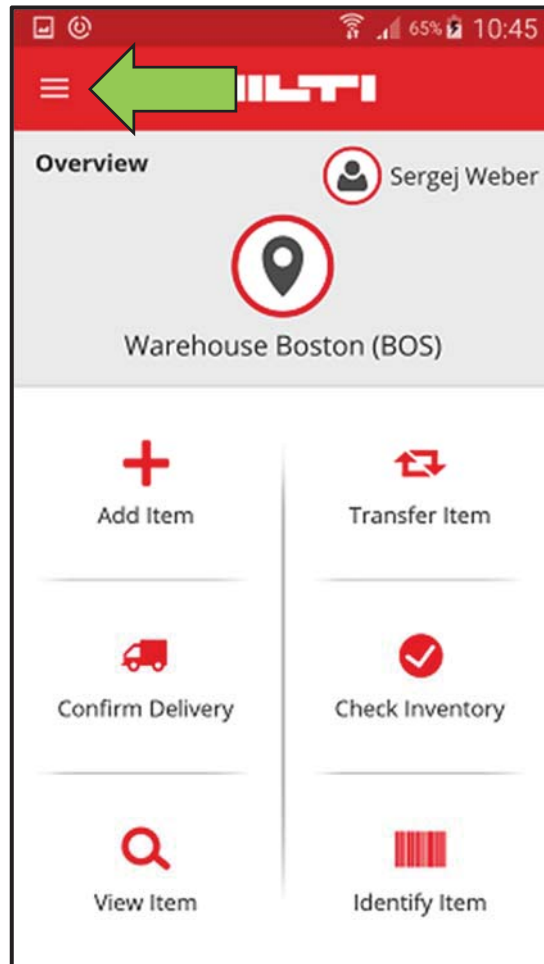 65% 10:45
Overview
Sergej Weber
Warehouse Boston (BOS)
Add Item
Transfer Item
Confirm Delivery
Check Inventory
View Item
Identify Item